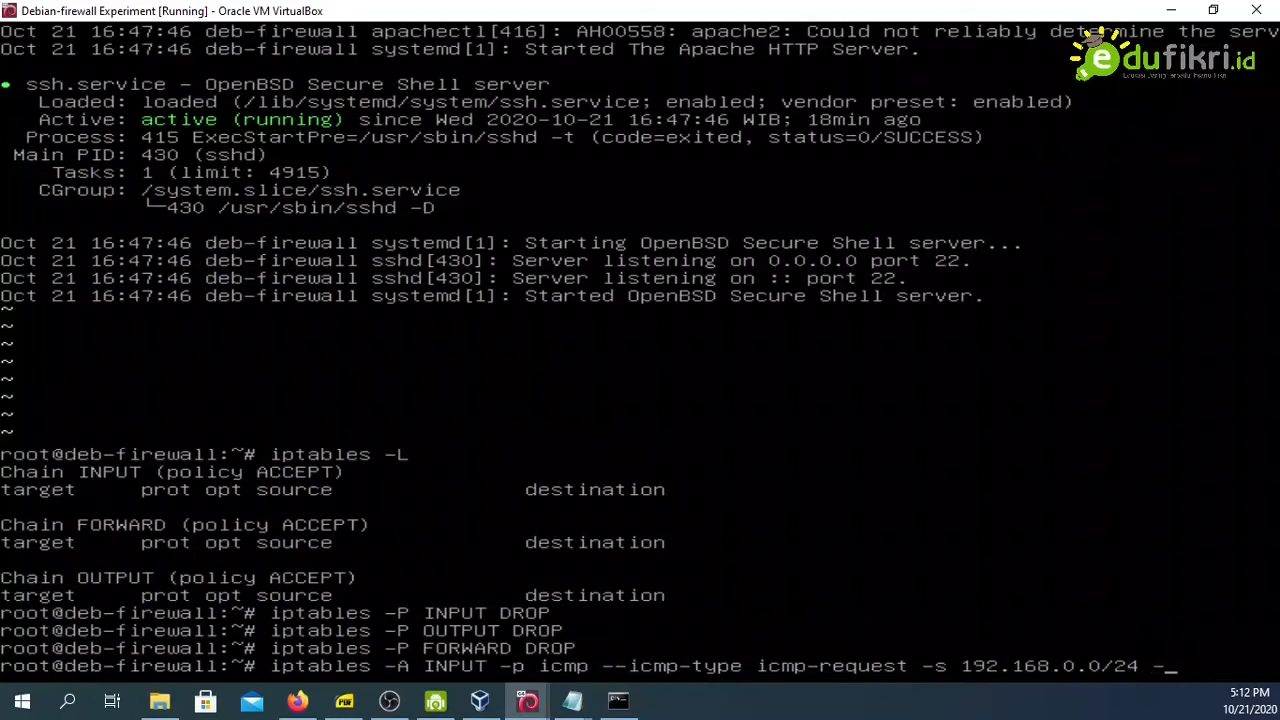 Debian-firewall Experiment [Running] - Oracle VM VirtualBox
Oct 21 16:47:46 deb-firewall apachectl[416]: AH00558: apache2: Could not reliably determine the serv
Oct 21 16:47:46 deb-firewall systemd[1]: Started The Apache HTTP Server.
edufikri.id
● ssh.service - OpenBSD Secure Shell server
Loaded: loaded (/lib/systemd/system/ssh.service; enabled; vendor preset: enabled)
Active: active (running) since Wed 2020-10-21 16:47:46 WIB; 18min ago
Process: 415 ExecStartPre=/usr/sbin/sshd -t (code=exited, status=0/SUCCESS)
Main PID: 430 (sshd)
Tasks: 1 (limit: 4915)
CGroup: /system.slice/ssh.service
└─430 /usr/sbin/sshd -D
Oct 21 16:47:46 deb-firewall systemd[1]: Starting OpenBSD Secure Shell server...
Oct 21 16:47:46 deb-firewall sshd[430]: Server listening on 0.0.0.0 port 22.
Oct 21 16:47:46 deb-firewall sshd[430]: Server listening on :: port 22.
Oct 21 16:47:46 deb-firewall systemd[1]: Started OpenBSD Secure Shell server.
~
~
~
~
~
~
~
~
root@deb-firewall:~# iptables -L
Chain INPUT (policy ACCEPT)
target prot opt source destination
Chain FORWARD (policy ACCEPT)
target prot opt source destination
Chain OUTPUT (policy ACCEPT)
target prot opt source destination
root@deb-firewall:~# iptables -P INPUT DROP
root@deb-firewall:~# iptables -P OUTPUT DROP
root@deb-firewall:~# iptables -P FORWARD DROP
root@deb-firewall:~# iptables -A INPUT -p icmp --icmp-type icmp-request -s 192.168.0.0/24 -_
5:12 PM
10/21/2020